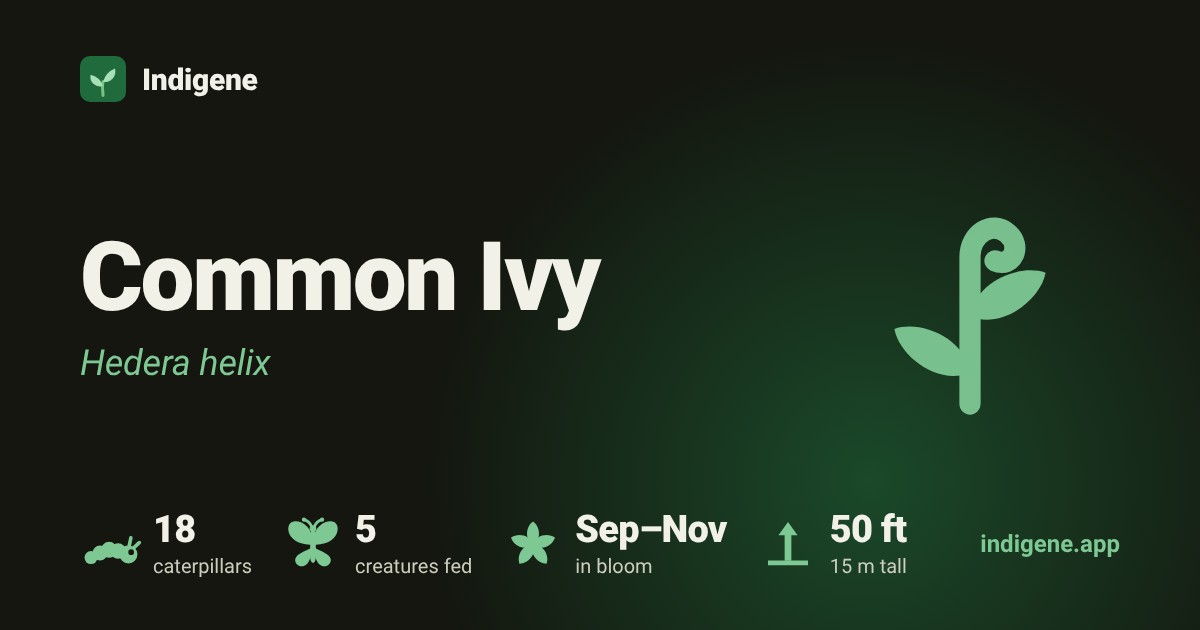 Indigene
Common Ivy
Hedera helix
18
caterpillars
5
creatures fed
Sep–Nov
in bloom
50 ft
15 m tall
indigene.app